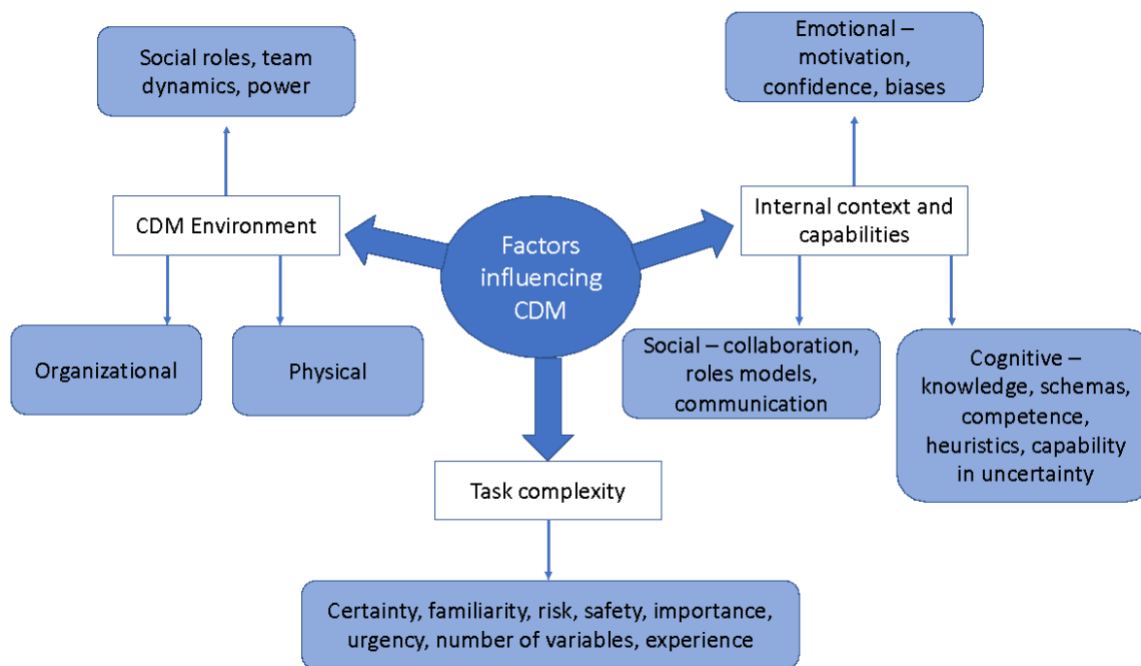 Social roles, team
dynamics, power
Emotional –
motivation,
confidence, biases
CDM Environment
Factors
influencing
CDM
Internal context and
capabilities
Organizational
Physical
Social – collaboration,
roles models,
communication
Cognitive –
knowledge, schemas,
competence,
heuristics, capability
in uncertainty
Task complexity
Certainty, familiarity, risk, safety, importance,
urgency, number of variables, experience